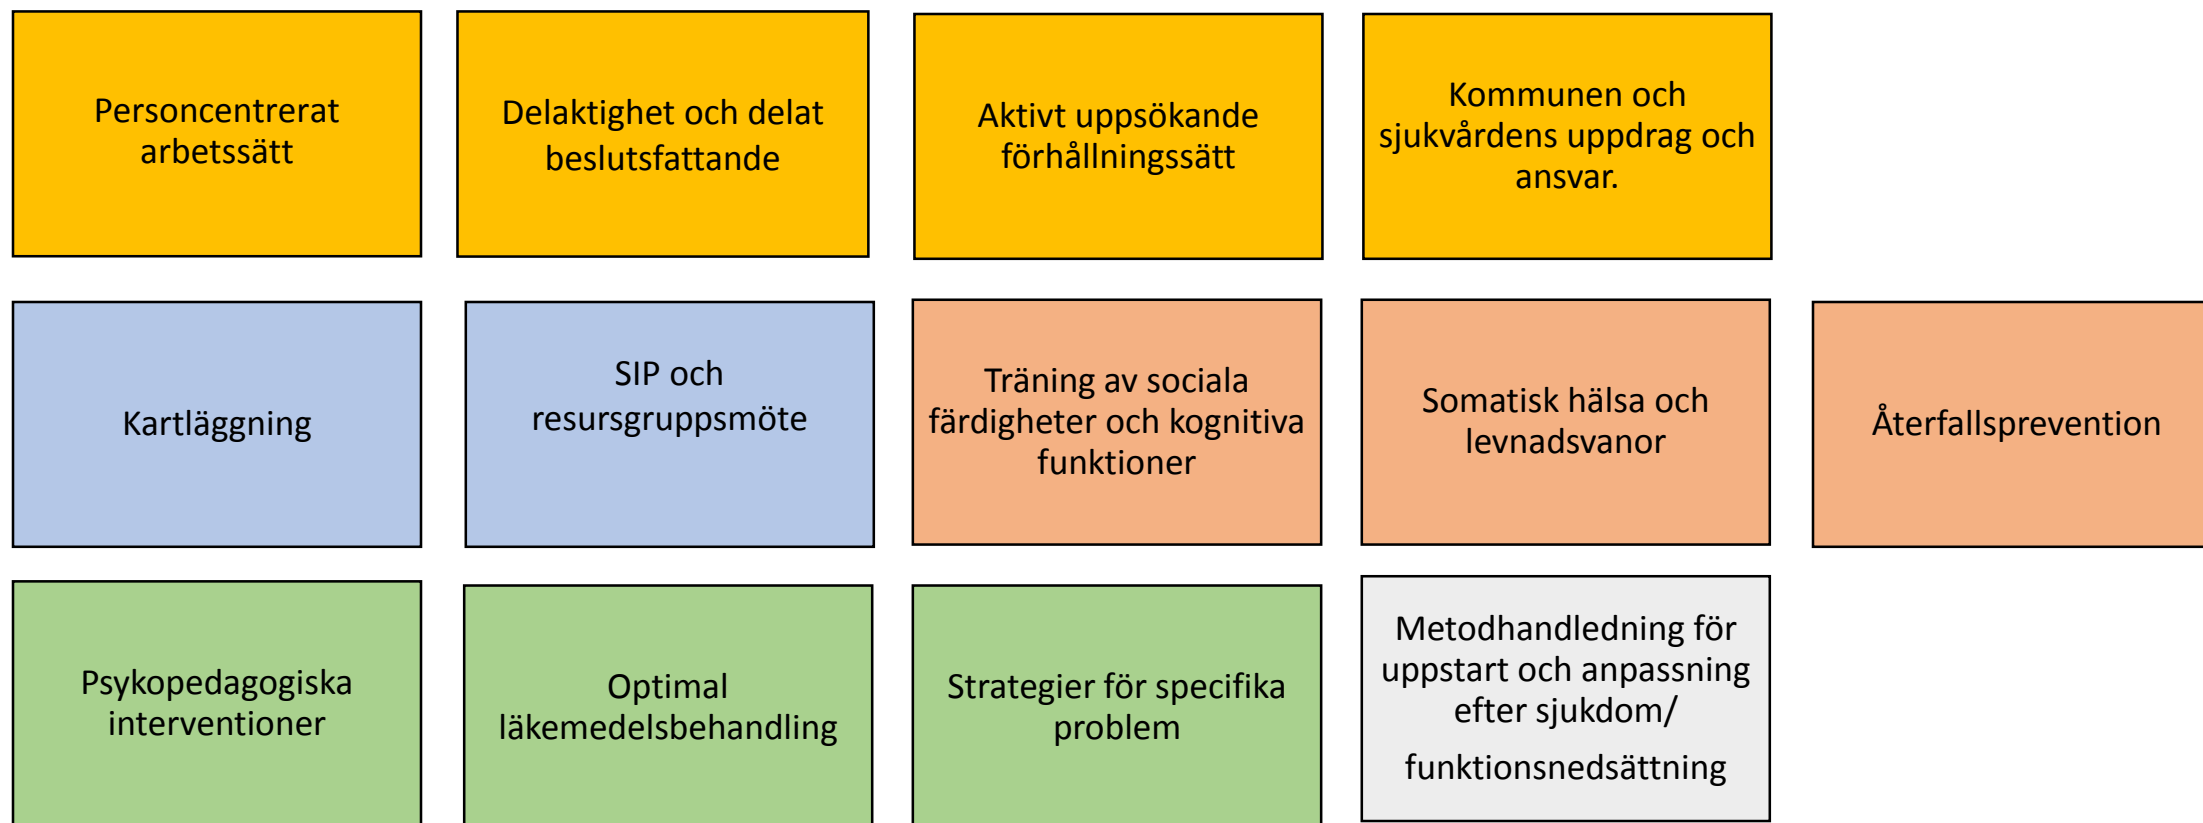 Personcentrerat
arbetssätt
Delaktighet och delat
beslutsfattande
Aktivt uppsökande
förhållningssätt
Kommunen och
sjukvårdens uppdrag och
ansvar.
Kartläggning
SIP och
resursgruppsmöte
Träning av sociala
färdigheter och kognitiva
funktioner
Somatisk hälsa och
levnadsvanor
Återfallsprevention
Psykopedagogiska
interventioner
Optimal
läkemedelsbehandling
Strategier för specifika
problem
Metodhandledning för
uppstart och anpassning
efter sjukdom/
funktionsnedsättning